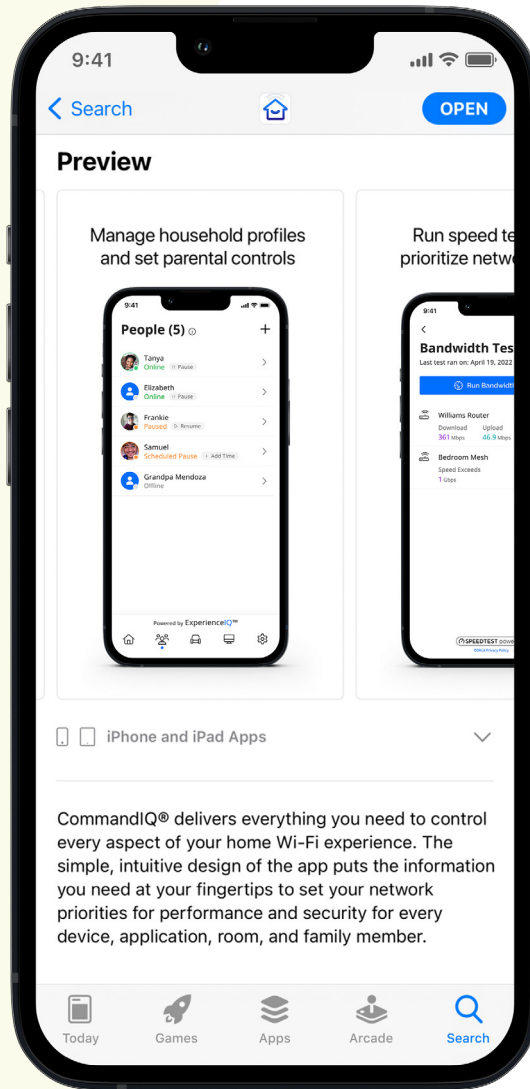 9:41
Search
OPEN
Preview
Manage household profiles
and set parental controls
9:41
People (5)
Tanya
Online Pause
Elizabeth
Online Pause
Frankie
Paused Resume
Samuel
Scheduled Pause + Add Time
Grandpa Mendoza
Offline
Powered by ExperienceIQ™
Run speed te
prioritize netwo
9:41
Bandwidth Tes
Last test ran on: April 19, 2022
Run Bandwidth
Williams Router
Download Upload
361 Mbps 46.9 Mbps
Bedroom Mesh
Speed Exceeds
1 Gbps
SPEEDTEST powe
iPhone and iPad Apps
CommandIQ® delivers everything you need to control
every aspect of your home Wi-Fi experience. The
simple, intuitive design of the app puts the information
you need at your fingertips to set your network
priorities for performance and security for every
device, application, room, and family member.
Today
Games
Apps
Arcade
Search